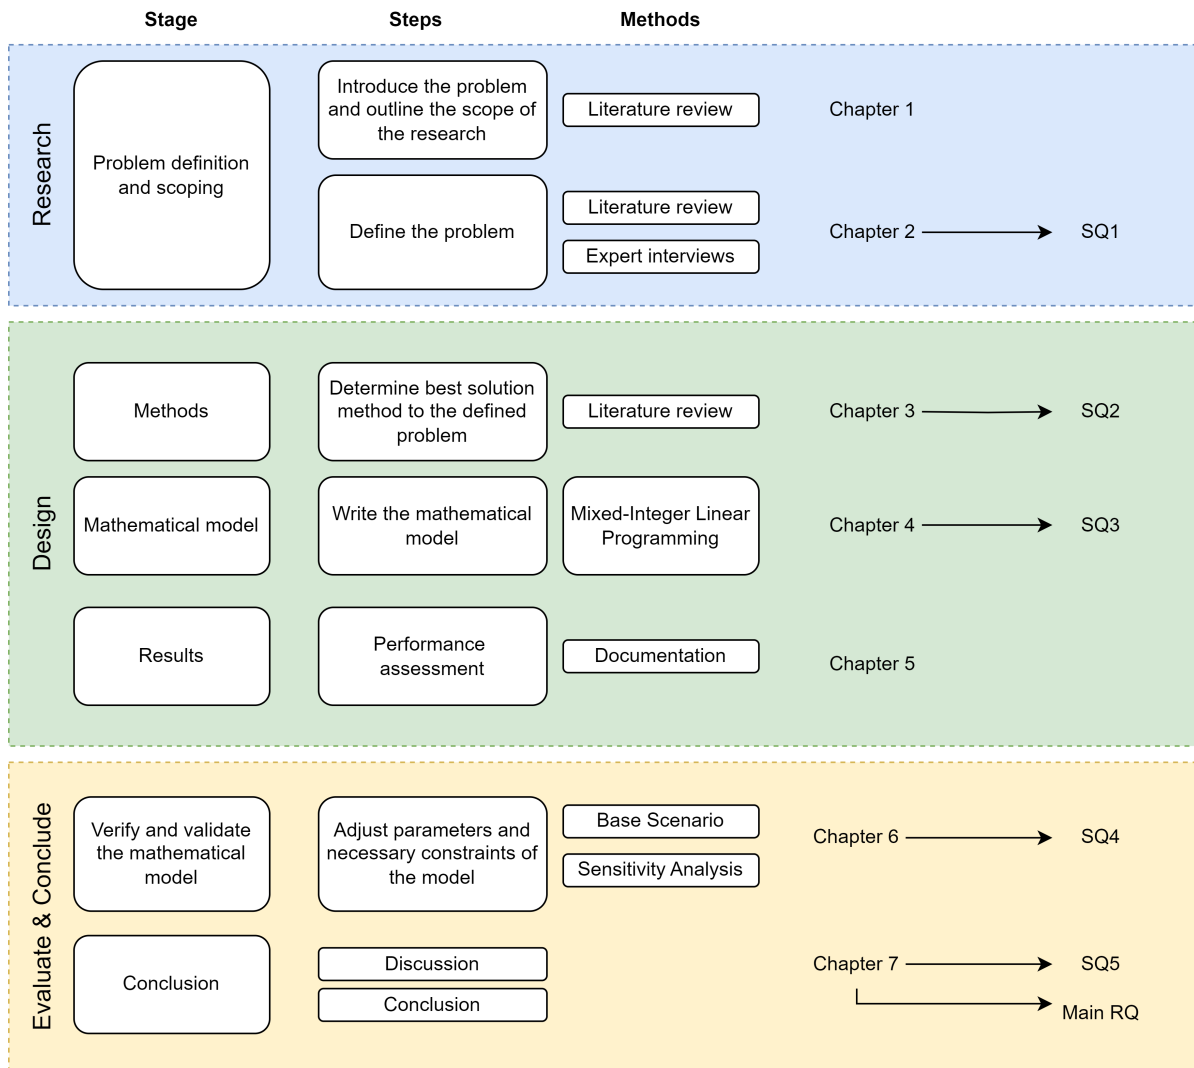 Stage
Steps
Methods
Research
Problem definition
and scoping
Introduce the problem
and outline the scope of
the research
Literature review
Chapter 1
Define the problem
Literature review
Expert interviews
Chapter 2
SQ1
Design
Methods
Determine best solution
method to the defined
problem
Literature review
Chapter 3
SQ2
Mathematical model
Write the mathematical
model
Mixed-Integer Linear
Programming
Chapter 4
SQ3
Results
Performance
assessment
Documentation
Chapter 5
Evaluate & Conclude
Verify and validate
the mathematical
model
Adjust parameters and
necessary constraints of
the model
Base Scenario
Sensitivity Analysis
Chapter 6
SQ4
Conclusion
Discussion
Conclusion
Chapter 7
SQ5
Main RQ